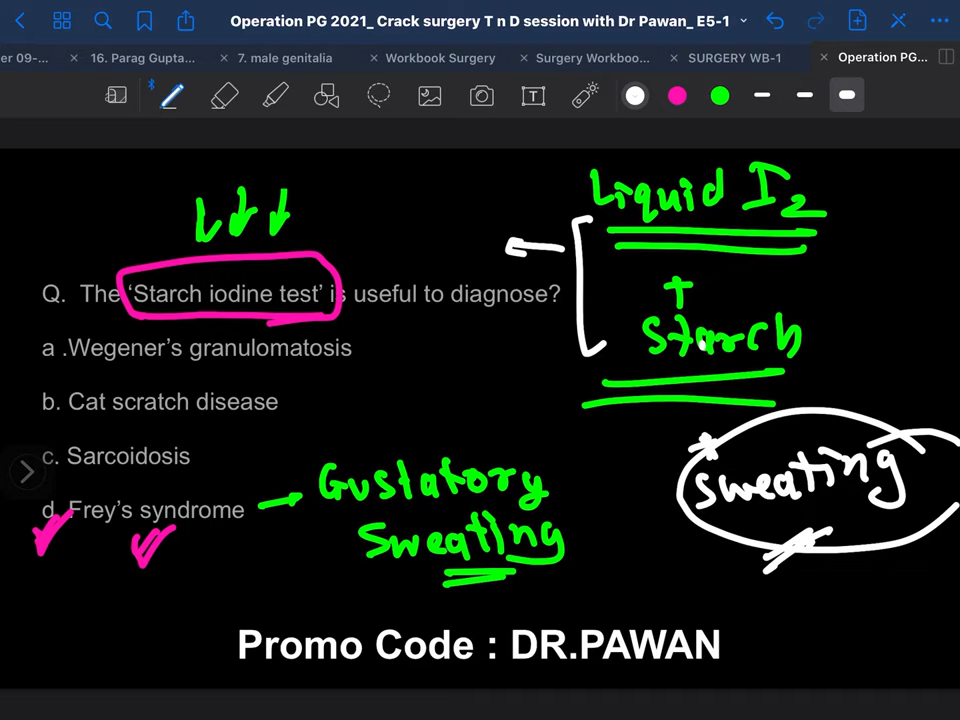 Operation PG 2021_ Crack surgery T n D session with Dr Pawan_ E5-1
er 09-... 16. Parag Gupta... 7. male genitalia Workbook Surgery Surgery Workboo... SURGERY WB-1 Operation PG...
Liquid I2
+
Starch
Q. The ‘Starch iodine test’ is useful to diagnose?
a .Wegener’s granulomatosis
b. Cat scratch disease
c. Sarcoidosis
d. Frey’s syndrome
Gustatory
Sweating
Sweating
Promo Code : DR.PAWAN